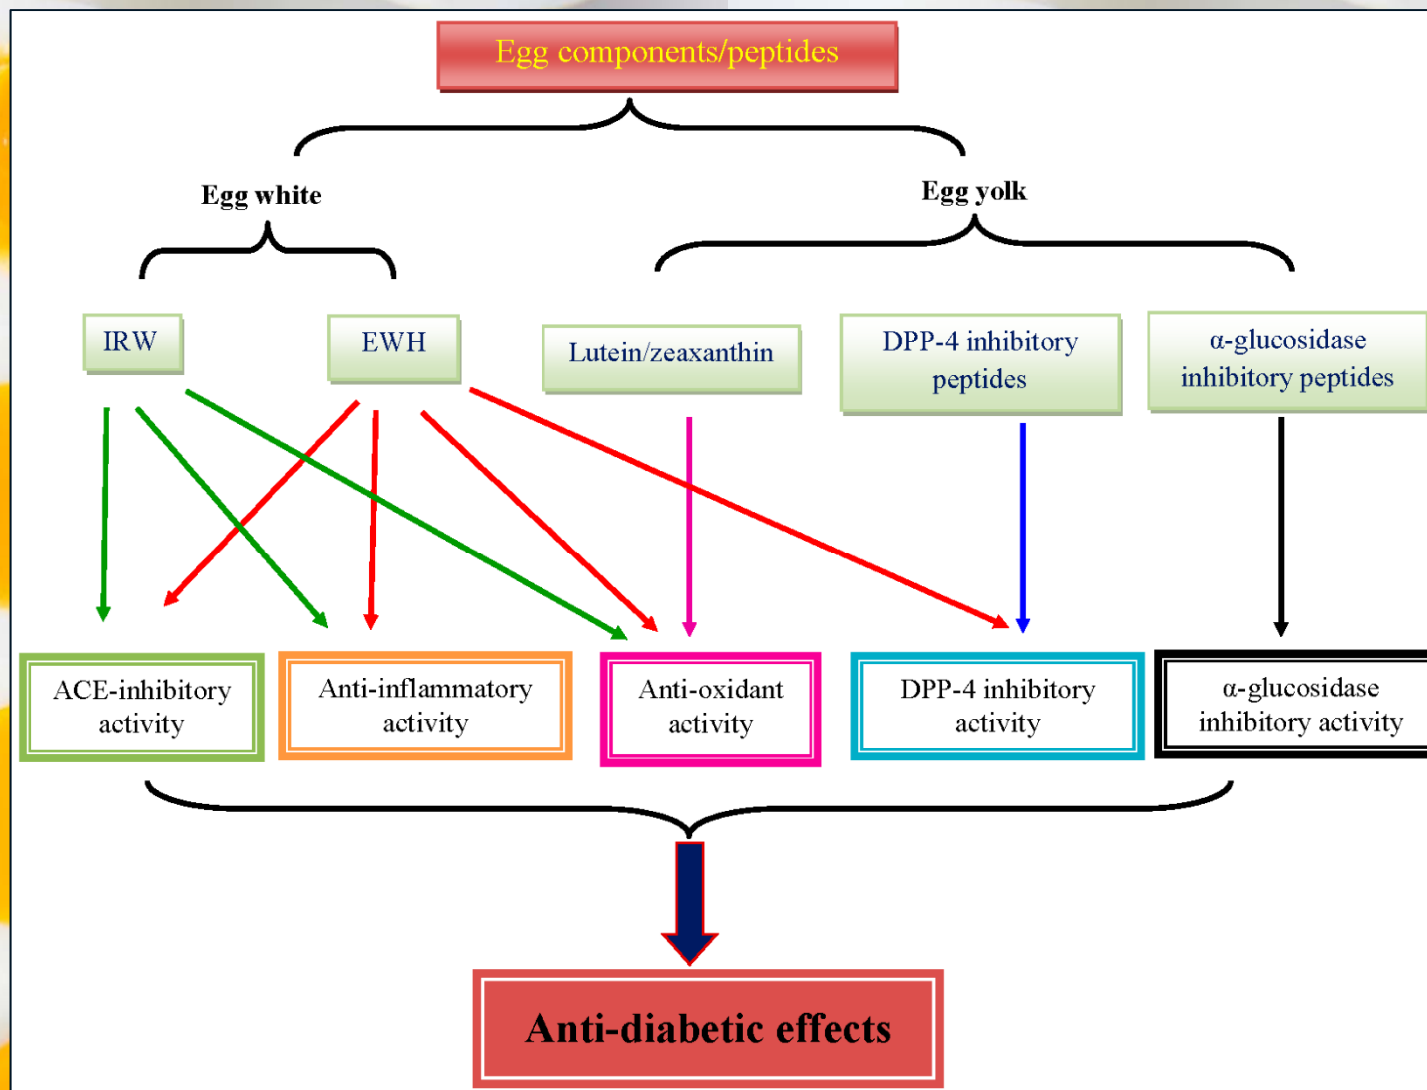 Egg components/peptides
Egg white
Egg yolk
IRW
EWH
Lutein/zeaxanthin
DPP-4 inhibitory
peptides
α-glucosidase
inhibitory peptides
ACE-inhibitory
activity
Anti-inflammatory
activity
Anti-oxidant
activity
DPP-4 inhibitory
activity
α-glucosidase
inhibitory activity
Anti-diabetic effects